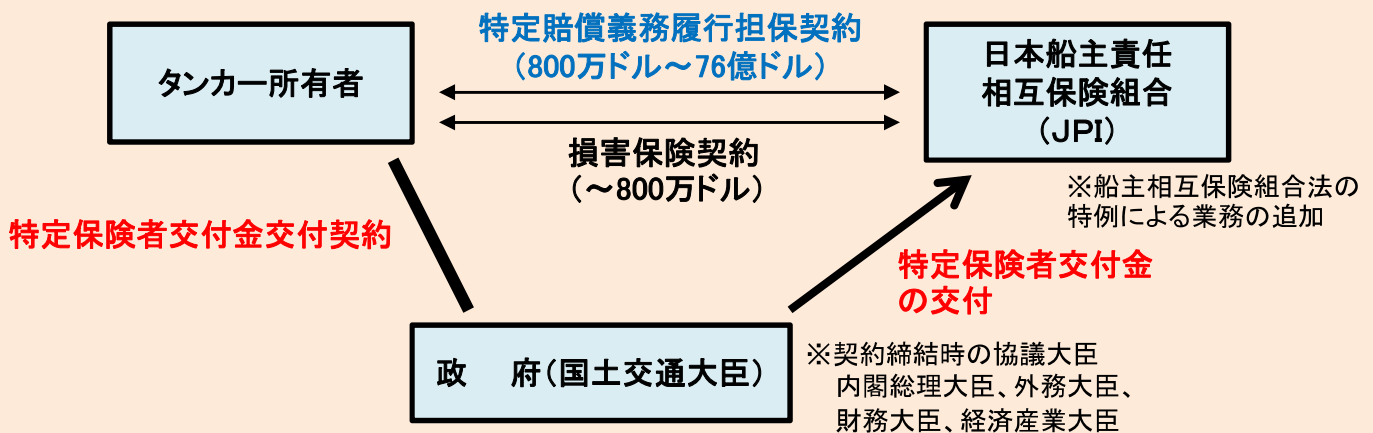 特定賠償義務履行担保契約
（800万ドル～76億ドル）
タンカー所有者
日本船主責任
相互保険組合
（JPI）
損害保険契約
（～800万ドル）
※船主相互保険組合法の
特例による業務の追加
特定保険者交付金交付契約
特定保険者交付金
の交付
政　府（国土交通大臣）
※契約締結時の協議大臣
内閣総理大臣、外務大臣、
財務大臣、経済産業大臣